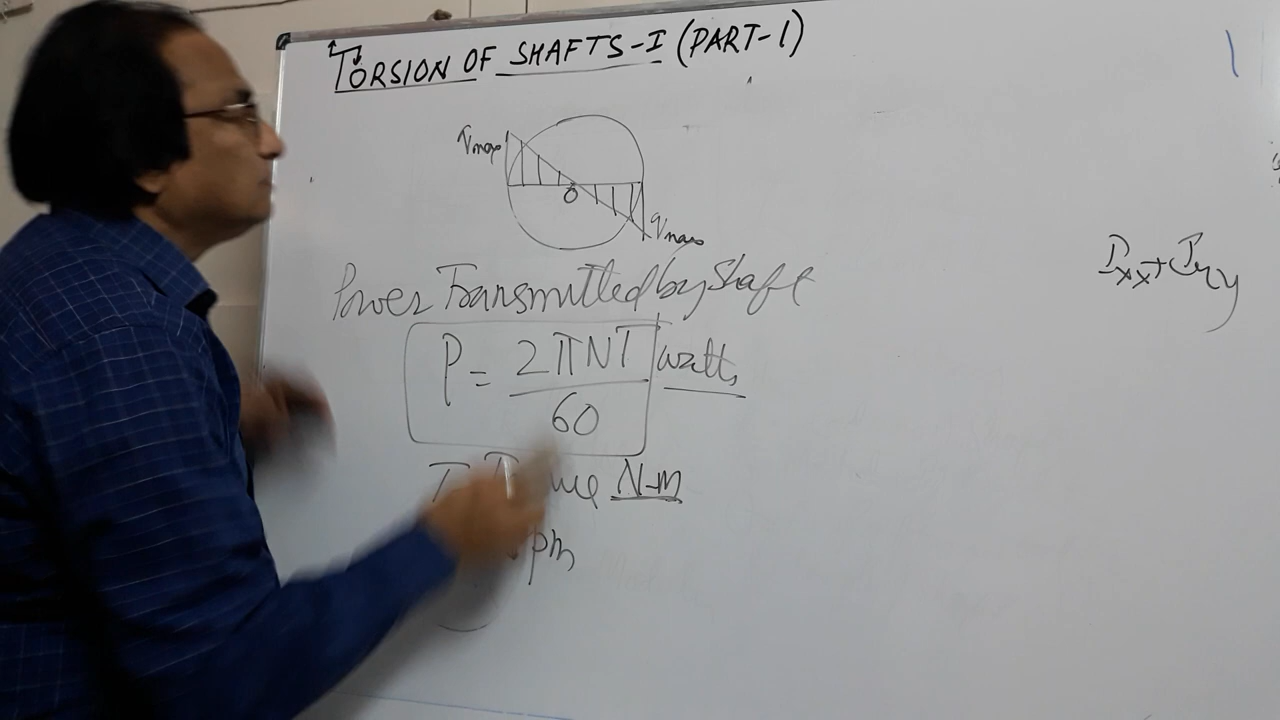 TORSION OF SHAFTS-I (PART-1)
τmax
O
τmax
Power Transmitted by Shaft
P = 2πNT / 60 watts
N-m
pm
Ixx + Iyy